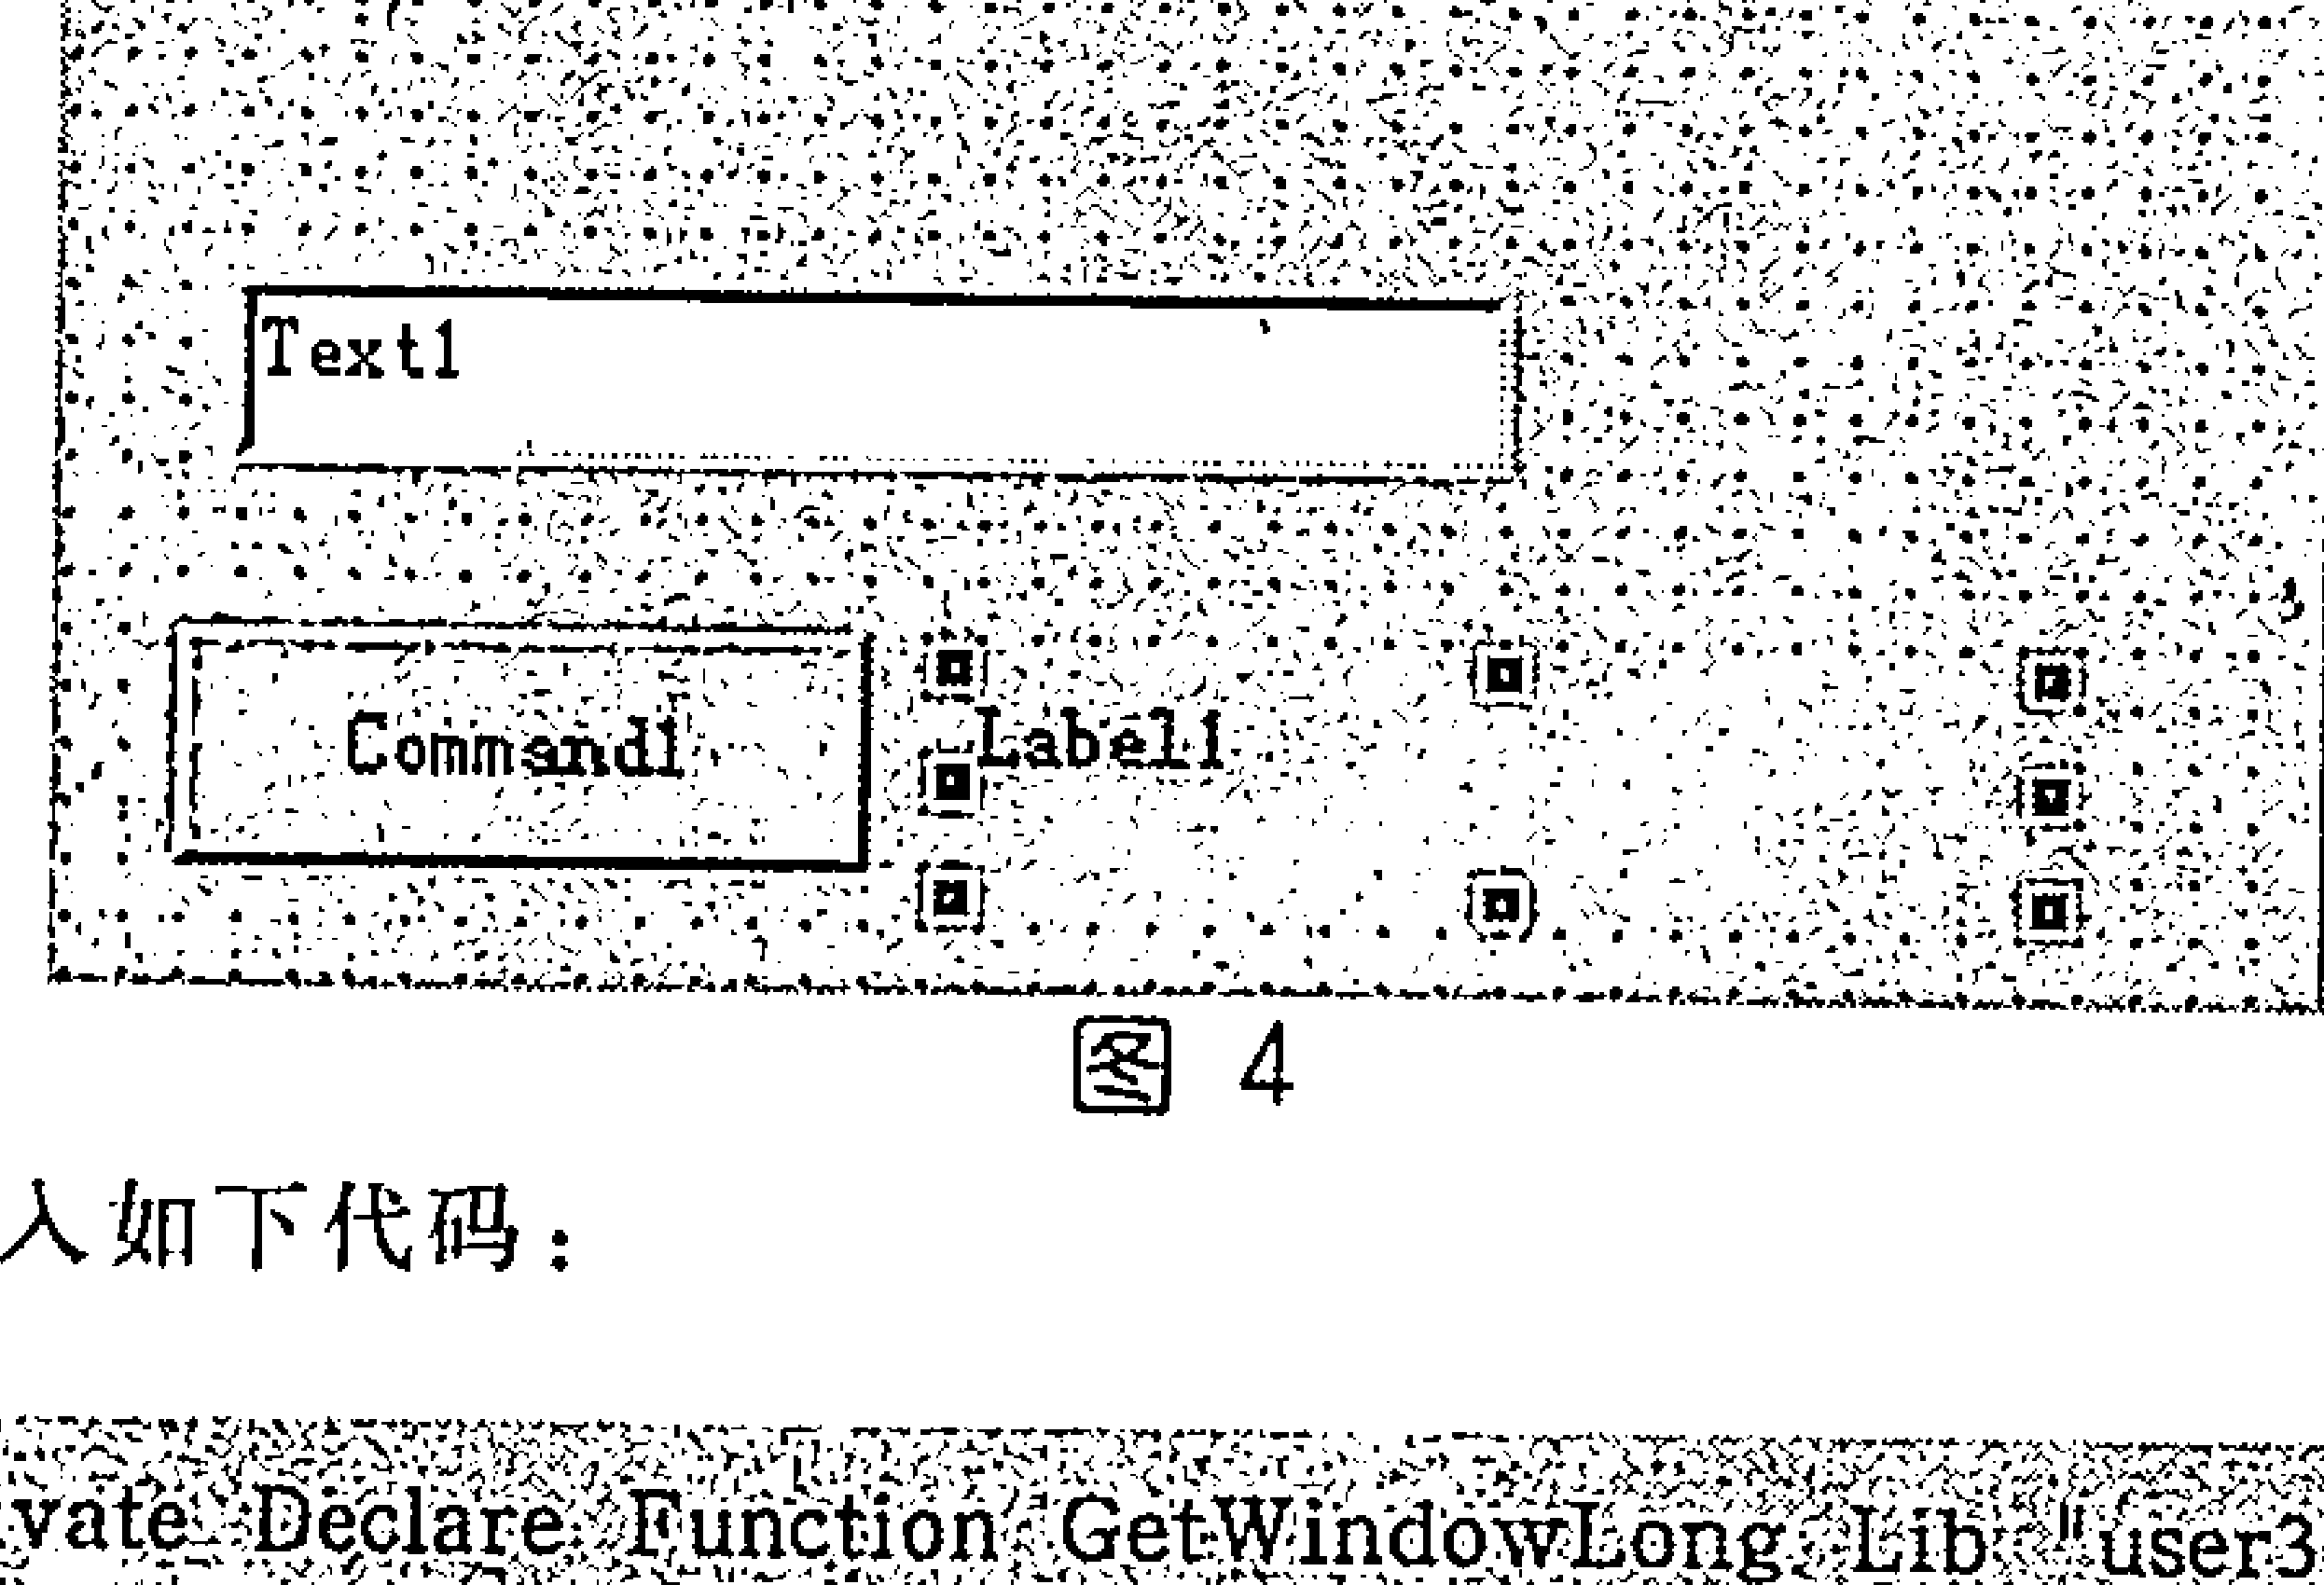 Text1
Command1 Label1
图 4
入如下代码：
vate Declare Function GetWindowLong Lib "user3